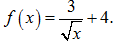 f(x) = 3/√x + 4.